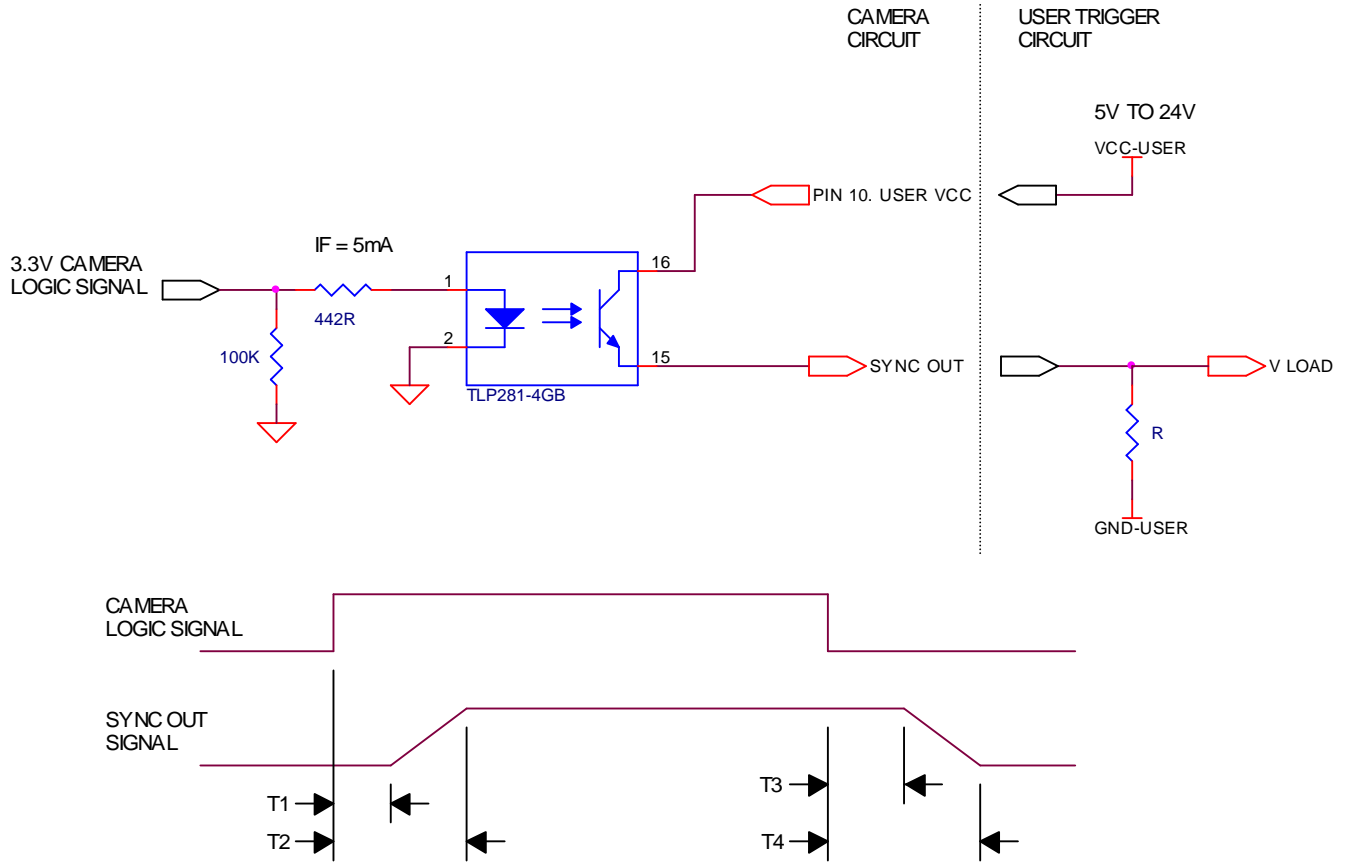 CAMERA
CIRCUIT
USER TRIGGER
CIRCUIT
5V TO 24V
VCC-USER
PIN 10. USER VCC
IF = 5mA
3.3V CAMERA
LOGIC SIGNAL
1
16
442R
2
100K
15
SYNC OUT
V LOAD
TLP281-4GB
R
GND-USER
CAMERA
LOGIC SIGNAL
SYNC OUT
SIGNAL
T1
T3
T2
T4